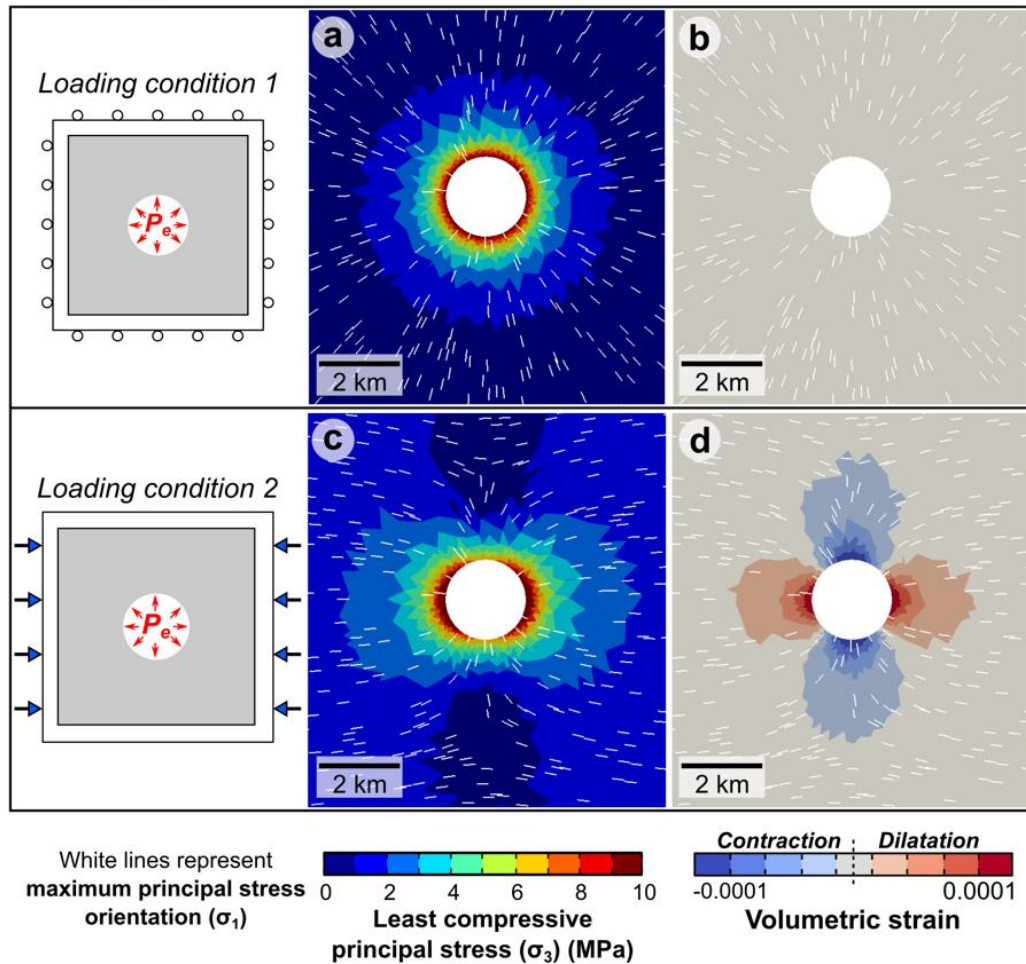 Loading condition 1
Pe
a
2 km
b
2 km
Loading condition 2
Pe
c
2 km
d
2 km
White lines represent
maximum principal stress
orientation (σ1)
0 2 4 6 8 10
Least compressive
principal stress (σ3) (MPa)
Contraction Dilatation
-0.0001 0.0001
Volumetric strain